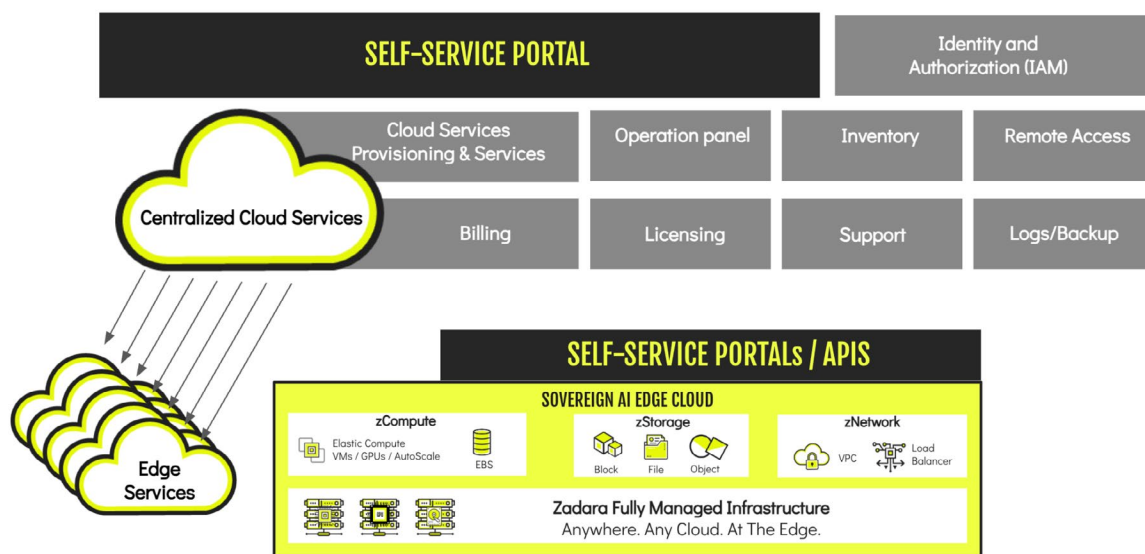 SELF-SERVICE PORTAL
Identity and
Authorization (IAM)
Cloud Services
Provisioning & Services
Operation panel
Inventory
Remote Access
Centralized Cloud Services
Billing
Licensing
Support
Logs/Backup
SELF-SERVICE PORTALs / APIS
SOVEREIGN AI EDGE CLOUD
zCompute
Elastic Compute
VMs / GPUs / AutoScale
EBS
zStorage
Block
File
Object
zNetwork
VPC
Load
Balancer
Edge
Services
Zadara Fully Managed Infrastructure
Anywhere. Any Cloud. At The Edge.